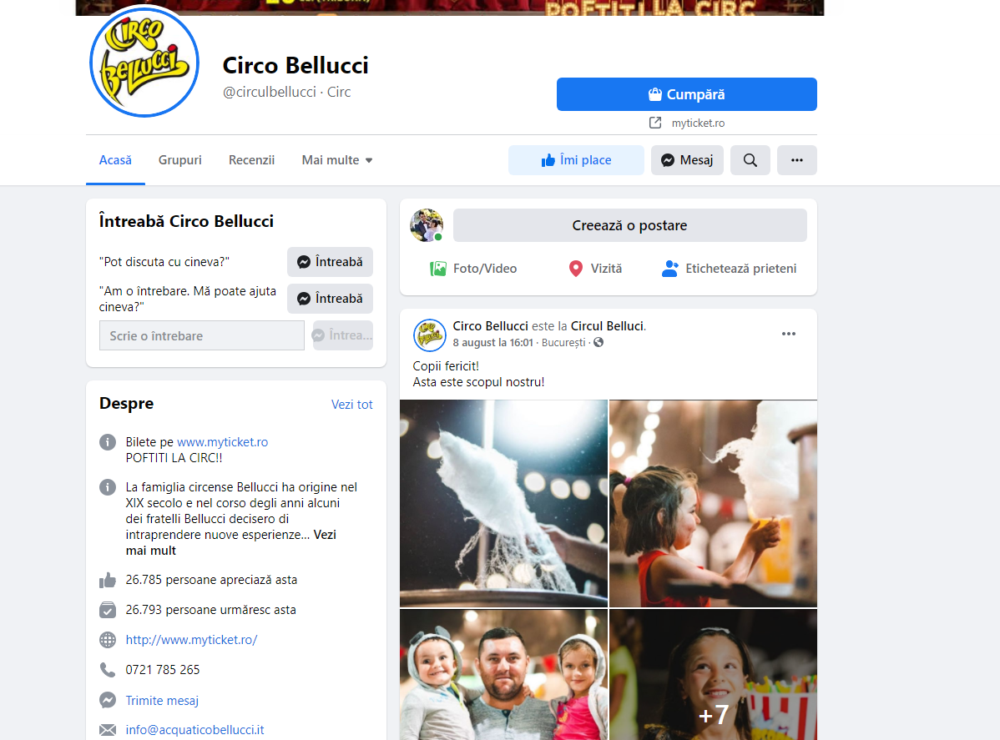 POFTITI LA CIRC
CIRCO
BELLUCCI
Circo Bellucci
@circulbellucci · Circ
Cumpără
myticket.ro
Acasă
Grupuri
Recenzii
Mai multe
Îmi place
Mesaj
Întreabă Circo Bellucci
"Pot discuta cu cineva?"
Întreabă
"Am o întrebare. Mă poate ajuta
cineva?"
Întreabă
Scrie o întrebare
Întrea...
Despre
Vezi tot
Bilete pe www.myticket.ro
POFTITI LA CIRC!!
La famiglia circense Bellucci ha origine nel
XIX secolo e nel corso degli anni alcuni
dei fratelli Bellucci decisero di
intraprendere nuove esperienze... Vezi
mai mult
26.785 persoane apreciază asta
26.793 persoane urmăresc asta
http://www.myticket.ro/
0721 785 265
Trimite mesaj
info@acquaticobellucci.it
Creează o postare
Foto/Video
Vizită
Etichetează prieteni
Circo Bellucci este la Circul Belluci.
8 august la 16:01 · București ·
Copii fericit!
Asta este scopul nostru!
+7